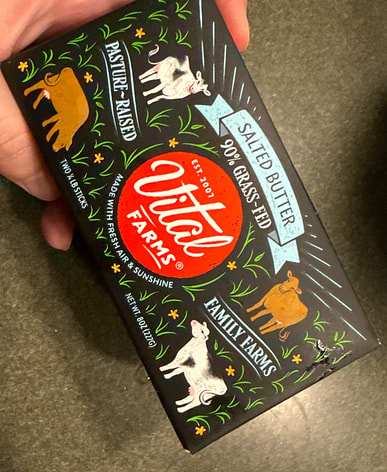 PASTURE-RAISED
SALTED BUTTER
90% GRASS-FED
TWO ¼ LB STICKS
EST. 2007
Vital
FARMS®
MADE WITH FRESH AIR & SUNSHINE
FAMILY FARMS
NET WT. 8OZ (227G)